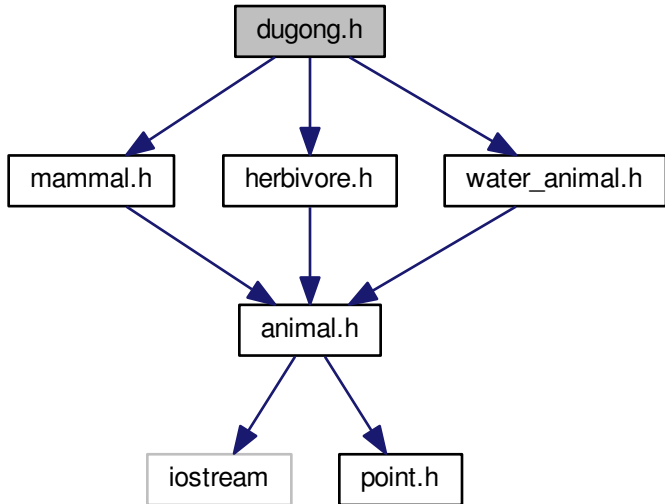 dugong.h
mammal.h
herbivore.h
water_animal.h
animal.h
iostream
point.h